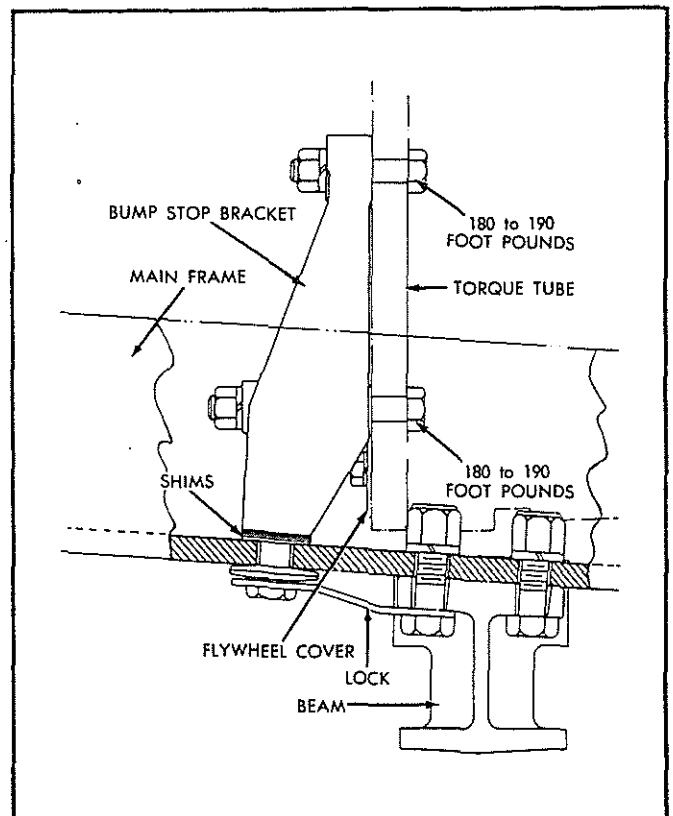 BUMP STOP BRACKET
180 to 190
FOOT POUNDS
MAIN FRAME
TORQUE TUBE
180 to 190
FOOT POUNDS
SHIMS
FLYWHEEL COVER
LOCK
BEAM